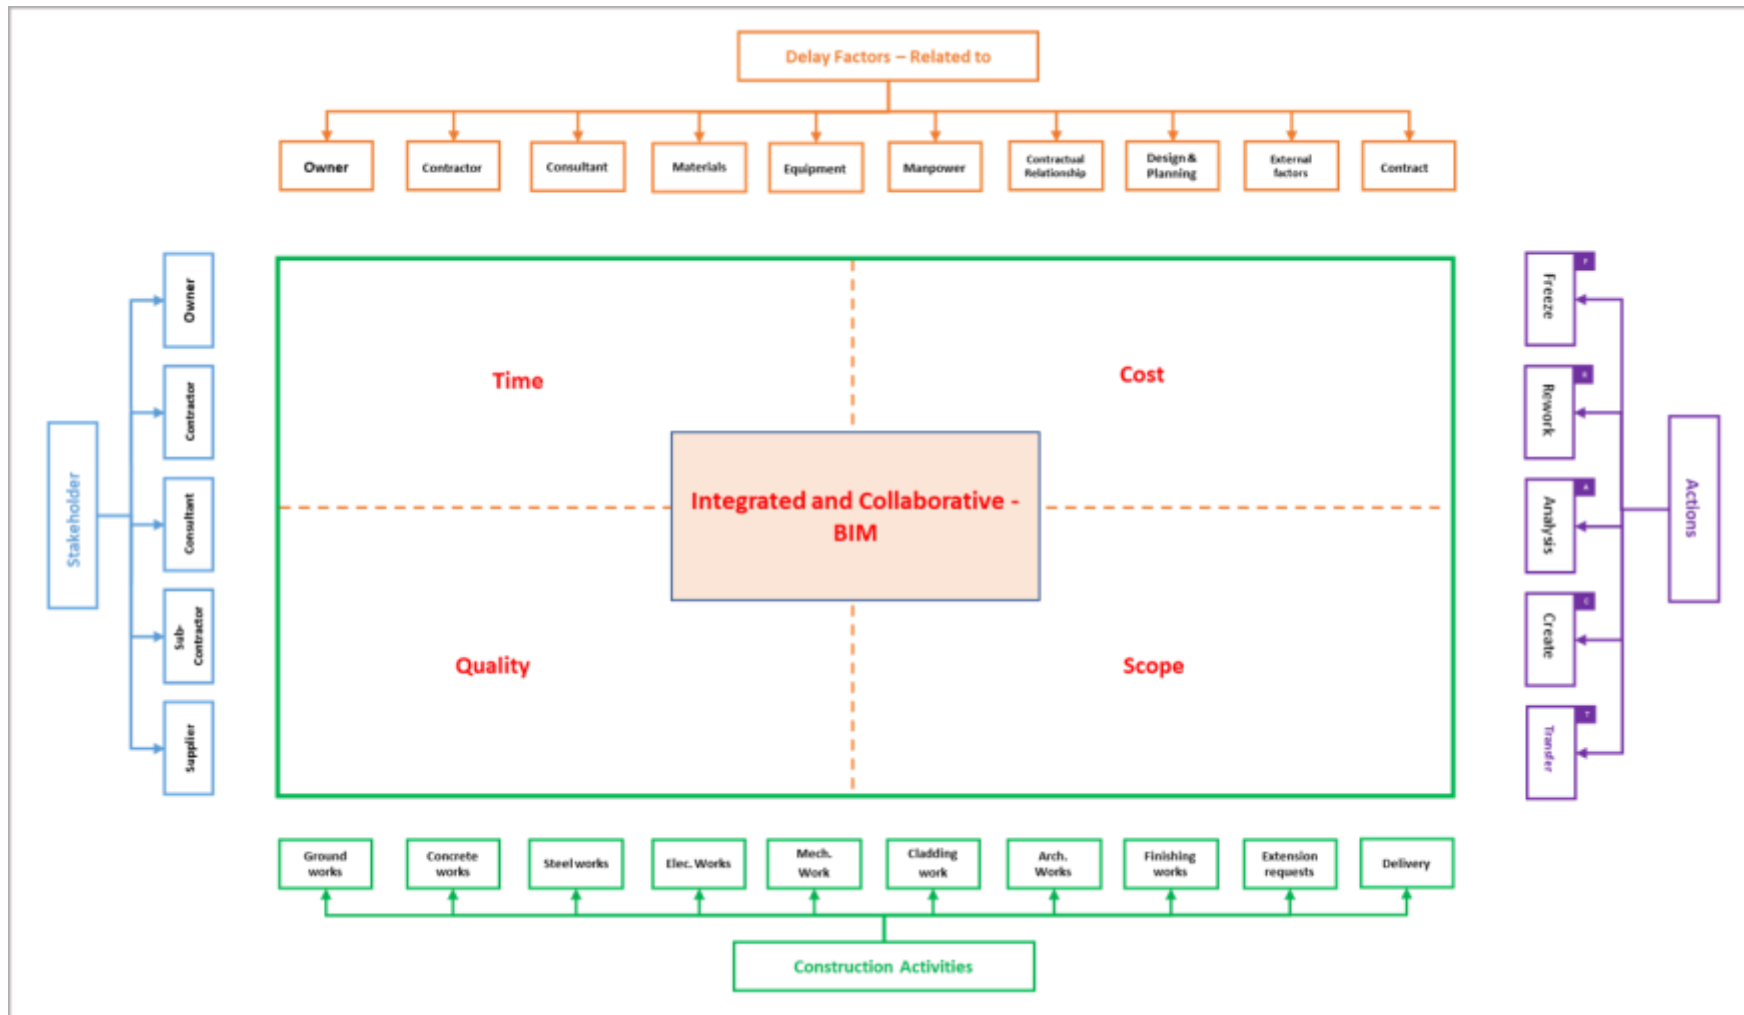 Delay Factors – Related to
Owner
Contractor
Consultant
Materials
Equipment
Manpower
Contractual
Relationship
Design &
Planning
External
factors
Contract
Stakeholder
Owner
Contractor
Consultant
Sub-
Contractor
Supplier
Time
Cost
Integrated and Collaborative -
BIM
Quality
Scope
F
Freeze
R
Rework
A
Analysis
C
Create
T
Transfer
Actions
Ground
works
Concrete
works
Steel works
Elec. Works
Mech.
Work
Cladding
work
Arch.
Works
Finishing
works
Extension
requests
Delivery
Construction Activities